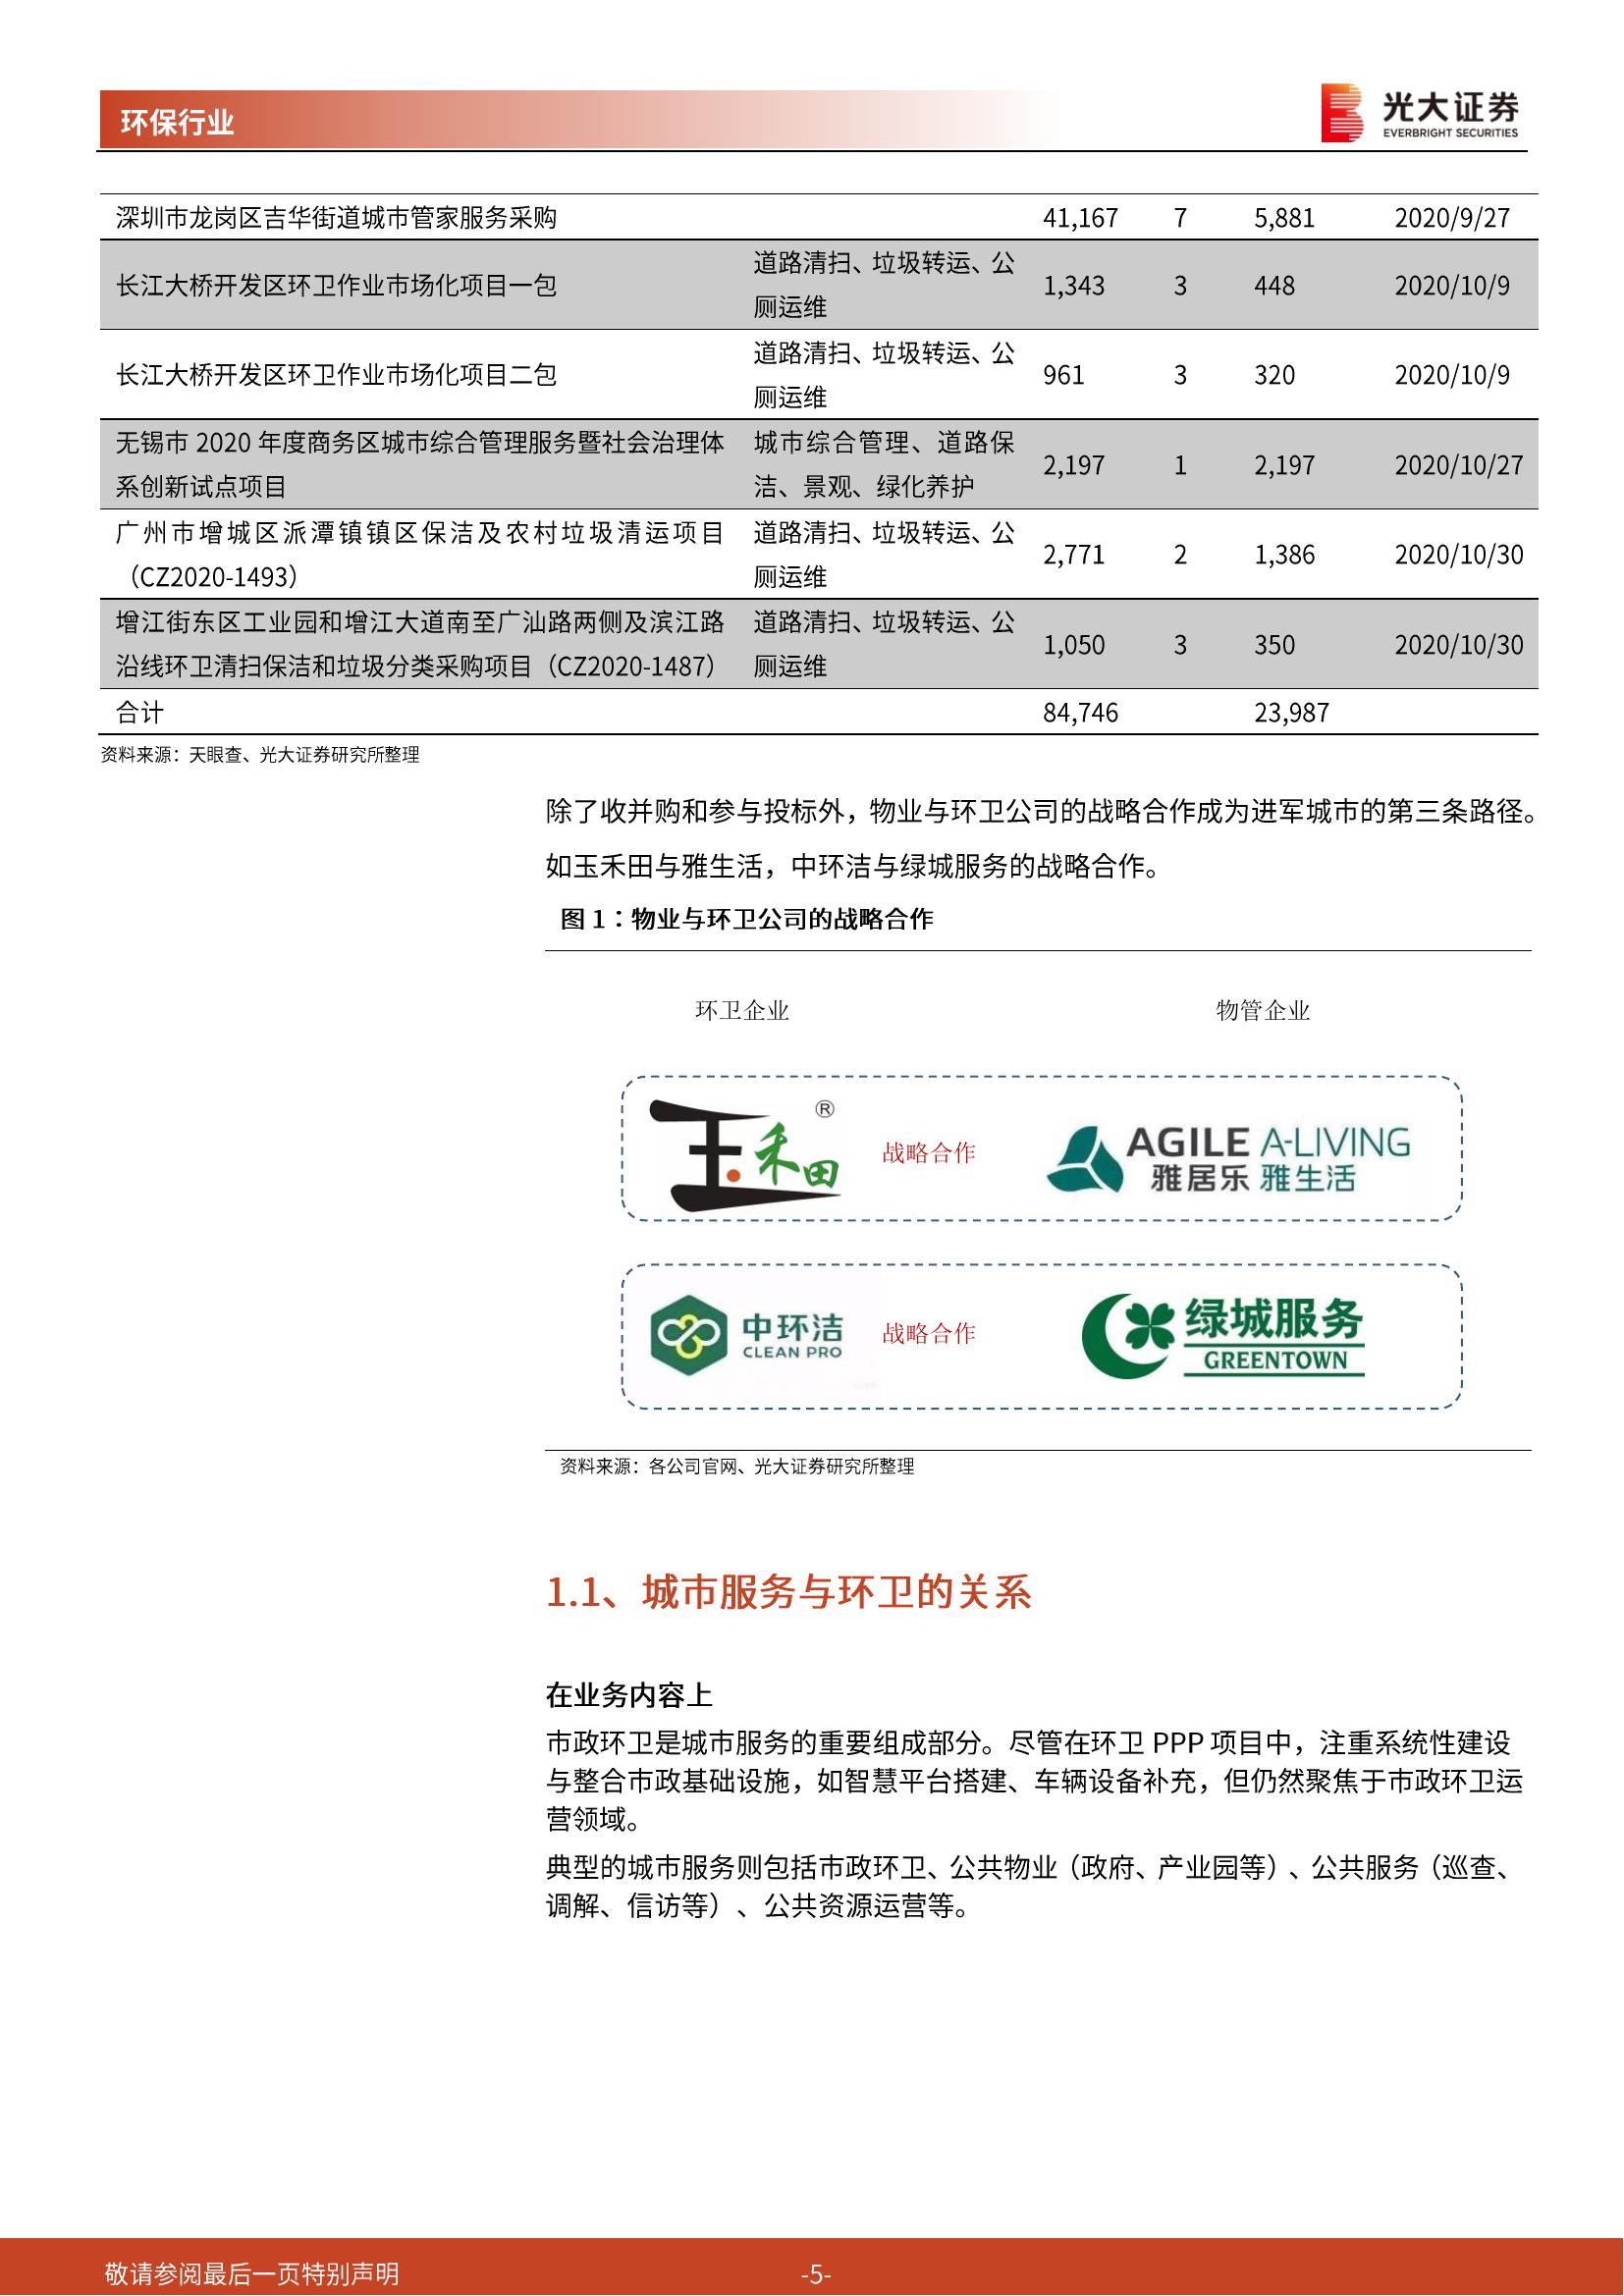 环保行业
光大证券
EVERBRIGHT SECURITIES
深圳市龙岗区吉华街道城市管家服务采购 41,167 7 5,881 2020/9/27
道路清扫、垃圾转运、公
长江大桥开发区环卫作业市场化项目一包 1,343 3 448 2020/10/9
厕运维
道路清扫、垃圾转运、公
长江大桥开发区环卫作业市场化项目二包 961 3 320 2020/10/9
厕运维
无锡市 2020 年度商务区城市综合管理服务暨社会治理体 城市综合管理、道路保
2,197 1 2,197 2020/10/27
系创新试点项目 洁、景观、绿化养护
广州市增城区派潭镇镇区保洁及农村垃圾清运项目 道路清扫、垃圾转运、公
2,771 2 1,386 2020/10/30
（CZ2020-1493） 厕运维
增江街东区工业园和增江大道南至广汕路两侧及滨江路 道路清扫、垃圾转运、公
1,050 3 350 2020/10/30
沿线环卫清扫保洁和垃圾分类采购项目（CZ2020-1487） 厕运维
合计 84,746 23,987
资料来源：天眼查、光大证券研究所整理
除了收并购和参与投标外，物业与环卫公司的战略合作成为进军城市的第三条路径。
如玉禾田与雅生活，中环洁与绿城服务的战略合作。
图 1：物业与环卫公司的战略合作
环卫企业 物管企业
玉禾田® 战略合作 AGILE A-LIVING
雅居乐 雅生活
中环洁 战略合作 绿城服务
CLEAN PRO GREENTOWN
资料来源：各公司官网、光大证券研究所整理
1.1、城市服务与环卫的关系
在业务内容上
市政环卫是城市服务的重要组成部分。尽管在环卫 PPP 项目中，注重系统性建设
与整合市政基础设施，如智慧平台搭建、车辆设备补充，但仍然聚焦于市政环卫运
营领域。
典型的城市服务则包括市政环卫、公共物业（政府、产业园等）、公共服务（巡查、
调解、信访等）、公共资源运营等。
敬请参阅最后一页特别声明 -5-